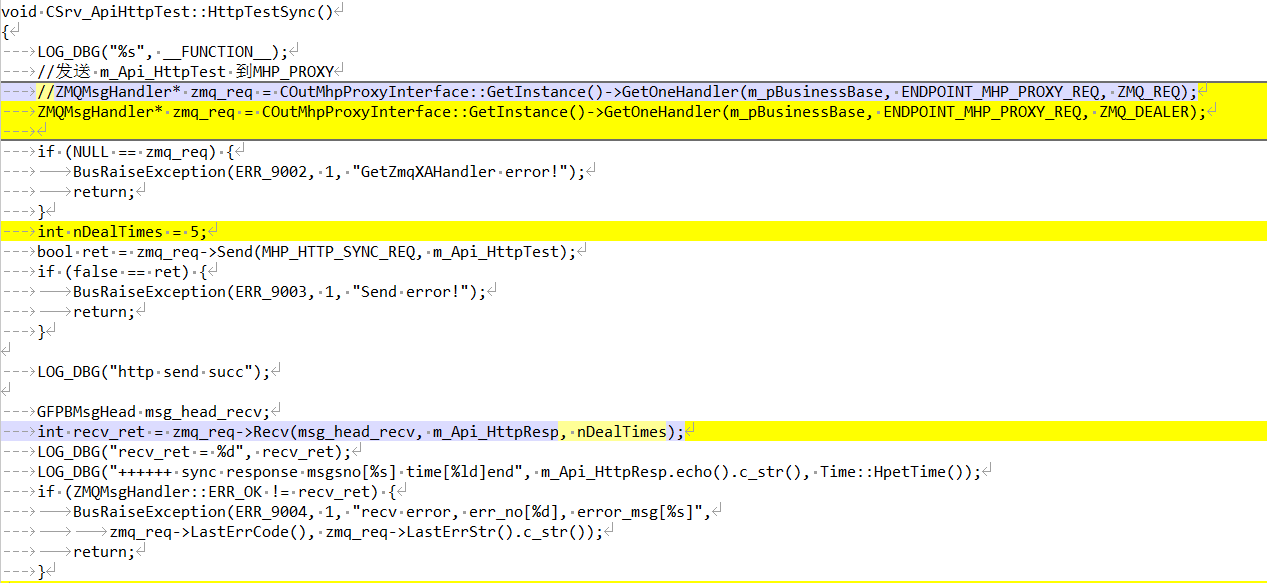 void CSrv_ApiHttpTest::HttpTestSync()
{
LOG_DBG("%s", __FUNCTION__);
//发送 m_Api_HttpTest 到MHP_PROXY
//ZMQMsgHandler* zmq_req = COutMhpProxyInterface::GetInstance()->GetOneHandler(m_pBusinessBase, ENDPOINT_MHP_PROXY_REQ, ZMQ_REQ);
ZMQMsgHandler* zmq_req = COutMhpProxyInterface::GetInstance()->GetOneHandler(m_pBusinessBase, ENDPOINT_MHP_PROXY_REQ, ZMQ_DEALER);
if (NULL == zmq_req) {
BusRaiseException(ERR_9002, 1, "GetZmqXAHandler error!");
return;
}
int nDealTimes = 5;
bool ret = zmq_req->Send(MHP_HTTP_SYNC_REQ, m_Api_HttpTest);
if (false == ret) {
BusRaiseException(ERR_9003, 1, "Send error!");
return;
}
LOG_DBG("http send succ");
GFPBMsgHead msg_head_recv;
int recv_ret = zmq_req->Recv(msg_head_recv, m_Api_HttpResp, nDealTimes);
LOG_DBG("recv_ret = %d", recv_ret);
LOG_DBG("++++++ sync response msgsno[%s] time[%ld]end", m_Api_HttpResp.echo().c_str(), Time::HpetTime());
if (ZMQMsgHandler::ERR_OK != recv_ret) {
BusRaiseException(ERR_9004, 1, "recv error, err_no[%d], error_msg[%s]",
zmq_req->LastErrCode(), zmq_req->LastErrStr().c_str());
return;
}